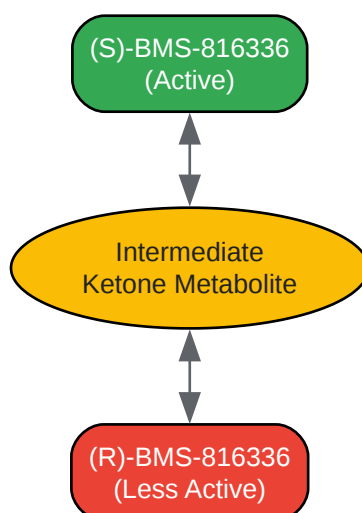 (S)-BMS-816336
(Active)
Intermediate
Ketone Metabolite
(R)-BMS-816336
(Less Active)